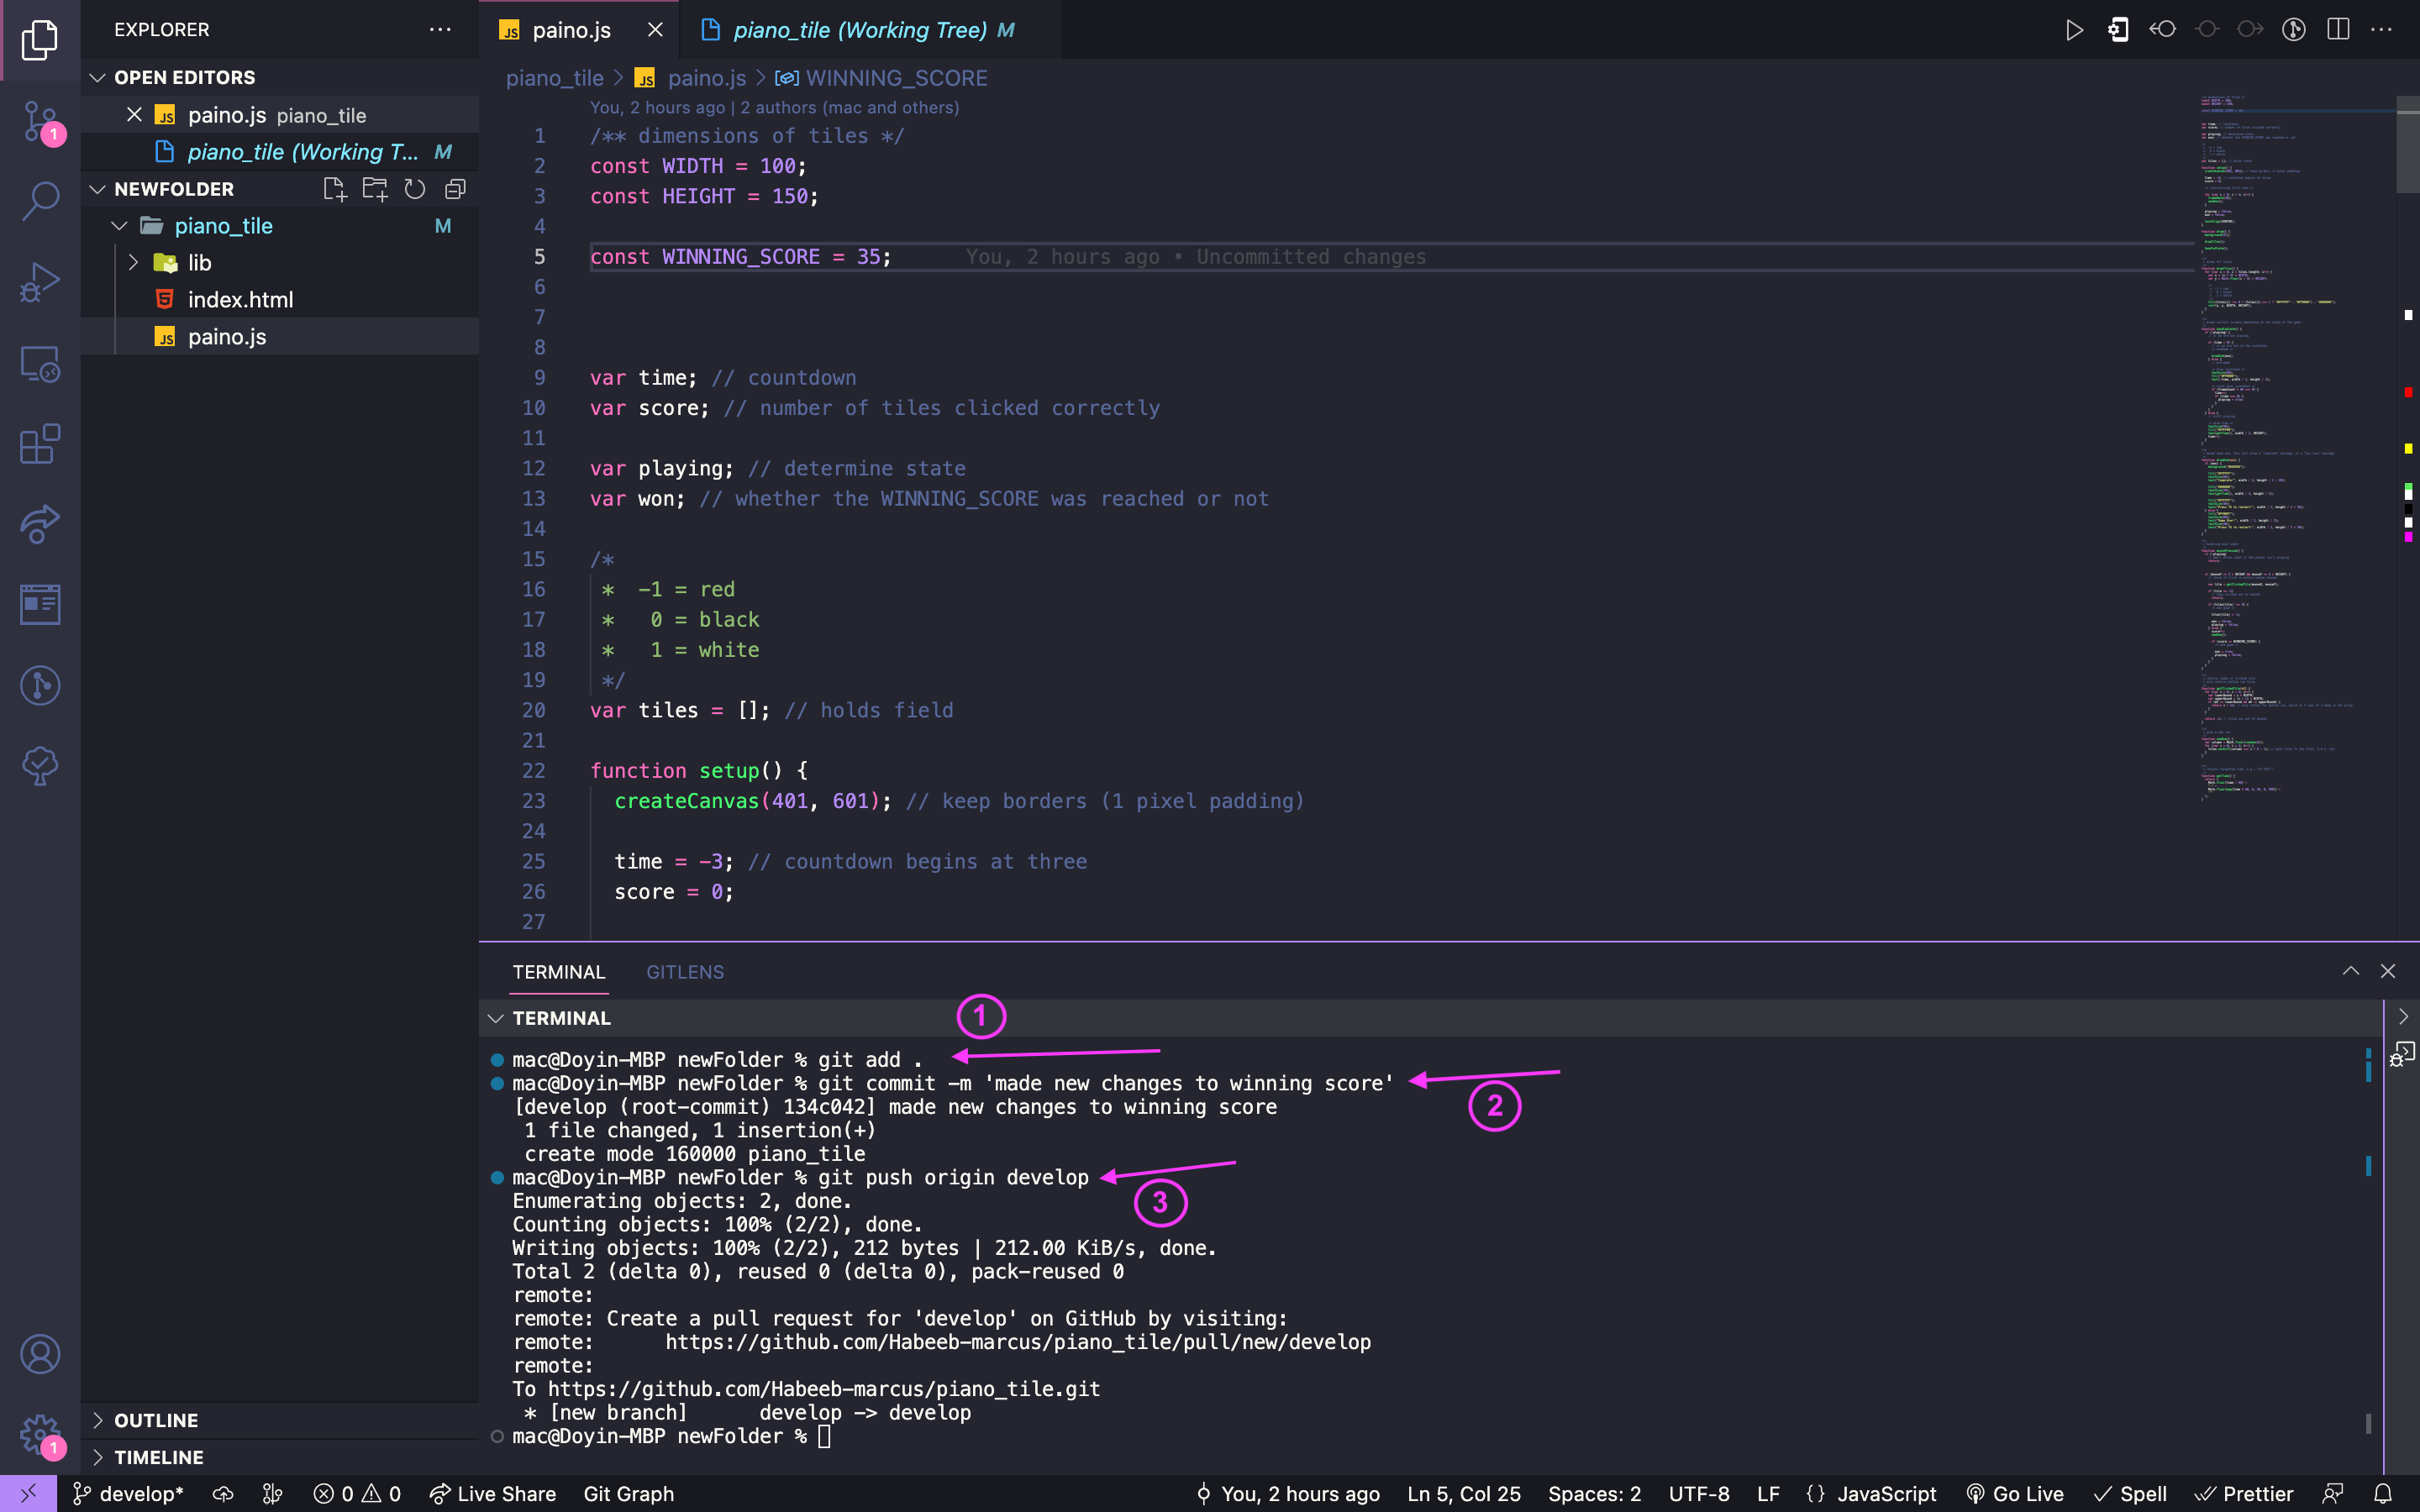 EXPLORER
OPEN EDITORS
paino.js piano_tile
piano_tile (Working T... M
NEWFOLDER
piano_tile M
lib
index.html
paino.js
OUTLINE
TIMELINE
1
1
paino.js
piano_tile (Working Tree) M
piano_tile > paino.js > WINNING_SCORE
You, 2 hours ago | 2 authors (mac and others)
1 /** dimensions of tiles */
2 const WIDTH = 100;
3 const HEIGHT = 150;
4
5 const WINNING_SCORE = 35; You, 2 hours ago • Uncommitted changes
6
7
8
9 var time; // countdown
10 var score; // number of tiles clicked correctly
11
12 var playing; // determine state
13 var won; // whether the WINNING_SCORE was reached or not
14
15 /*
16 * -1 = red
17 * 0 = black
18 * 1 = white
19 */
20 var tiles = []; // holds field
21
22 function setup() {
23 createCanvas(401, 601); // keep borders (1 pixel padding)
24
25 time = -3; // countdown begins at three
26 score = 0;
27
TERMINAL GITLENS
TERMINAL
1
mac@Doyin-MBP newFolder % git add .
mac@Doyin-MBP newFolder % git commit -m 'made new changes to winning score'
2
[develop (root-commit) 134c042] made new changes to winning score
1 file changed, 1 insertion(+)
create mode 160000 piano_tile
mac@Doyin-MBP newFolder % git push origin develop
3
Enumerating objects: 2, done.
Counting objects: 100% (2/2), done.
Writing objects: 100% (2/2), 212 bytes | 212.00 KiB/s, done.
Total 2 (delta 0), reused 0 (delta 0), pack-reused 0
remote:
remote: Create a pull request for 'develop' on GitHub by visiting:
remote: https://github.com/Habeeb-marcus/piano_tile/pull/new/develop
remote:
To https://github.com/Habeeb-marcus/piano_tile.git
* [new branch] develop -> develop
mac@Doyin-MBP newFolder %
develop* 0 0 Live Share Git Graph You, 2 hours ago Ln 5, Col 25 Spaces: 2 UTF-8 LF {} JavaScript Go Live Spell Prettier